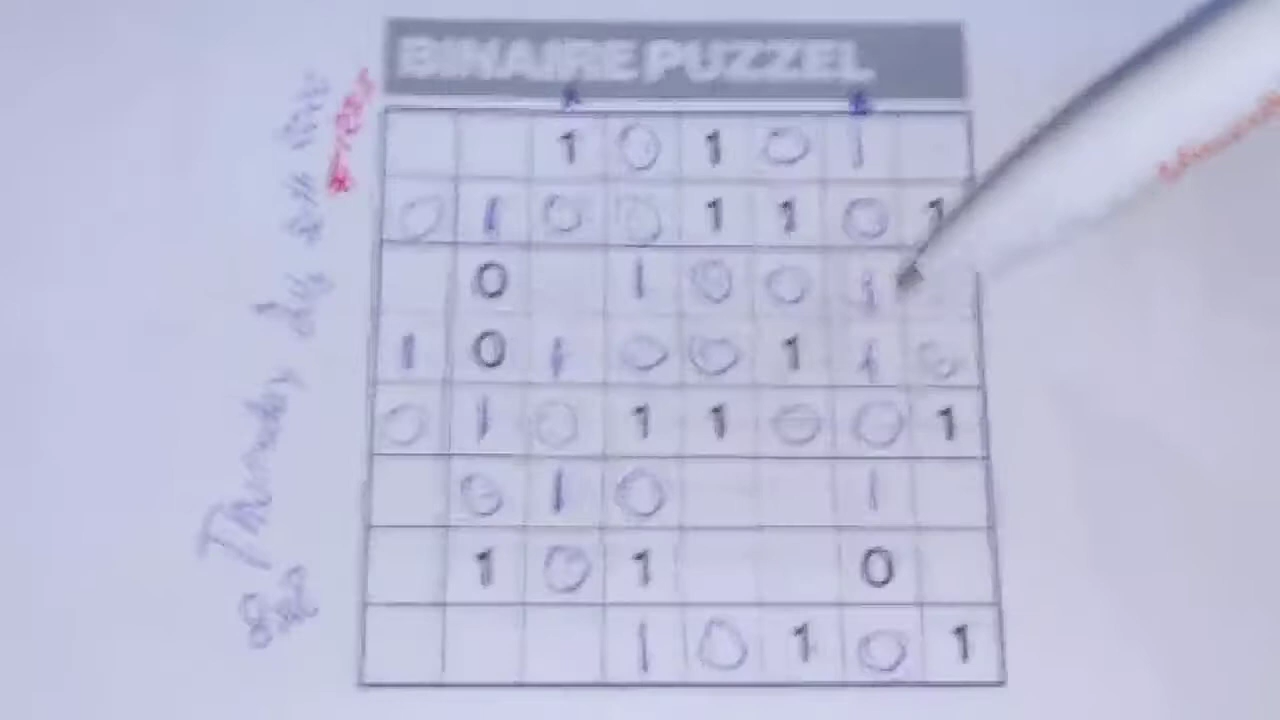 BINAIRE PUZZEL
1 0 1 0 1
0 1 0 0 1 1 0 1
0 1 0 0 1
1 0 1 0 0 1 1 0
0 1 0 1 1 0 0 1
0 1 0 1
1 0 1 0
1 0 1 0 1